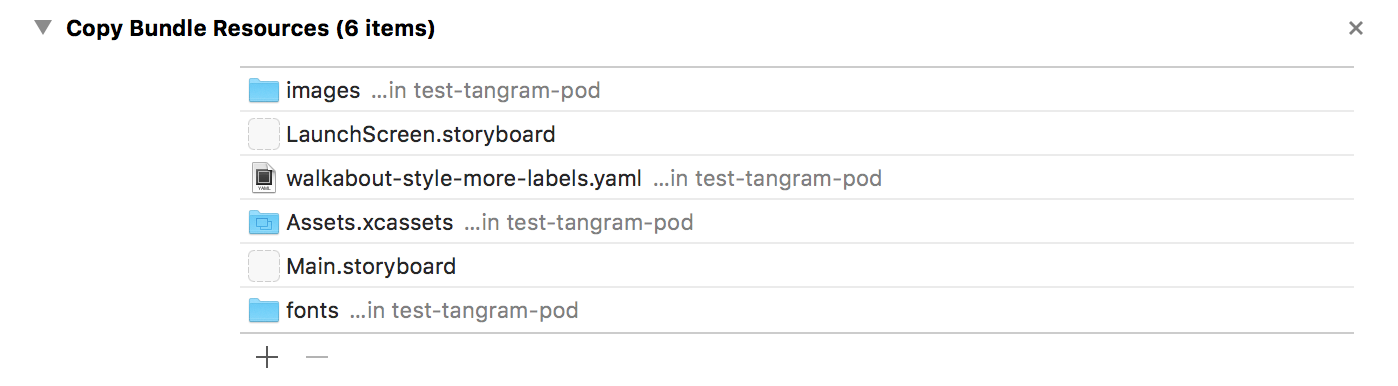 Copy Bundle Resources (6 items)
images ...in test-tangram-pod
LaunchScreen.storyboard
YAML walkabout-style-more-labels.yaml ...in test-tangram-pod
Assets.xcassets ...in test-tangram-pod
Main.storyboard
fonts ...in test-tangram-pod